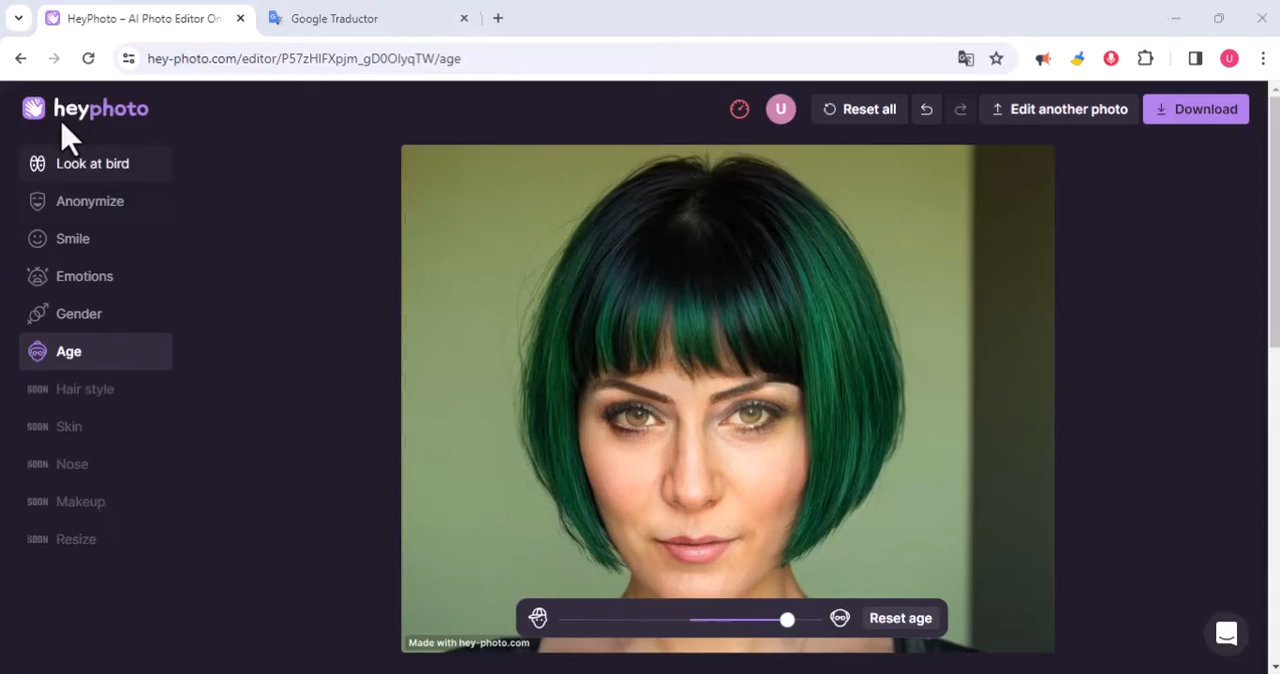 HeyPhoto – AI Photo Editor On
Google Traductor
hey-photo.com/editor/P57zHIFXpjm_gD0OIyqTW/age
U
heyphoto
U
Reset all
Edit another photo
Download
Look at bird
Anonymize
Smile
Emotions
Gender
Age
SOON Hair style
SOON Skin
SOON Nose
SOON Makeup
SOON Resize
Reset age
Made with hey-photo.com